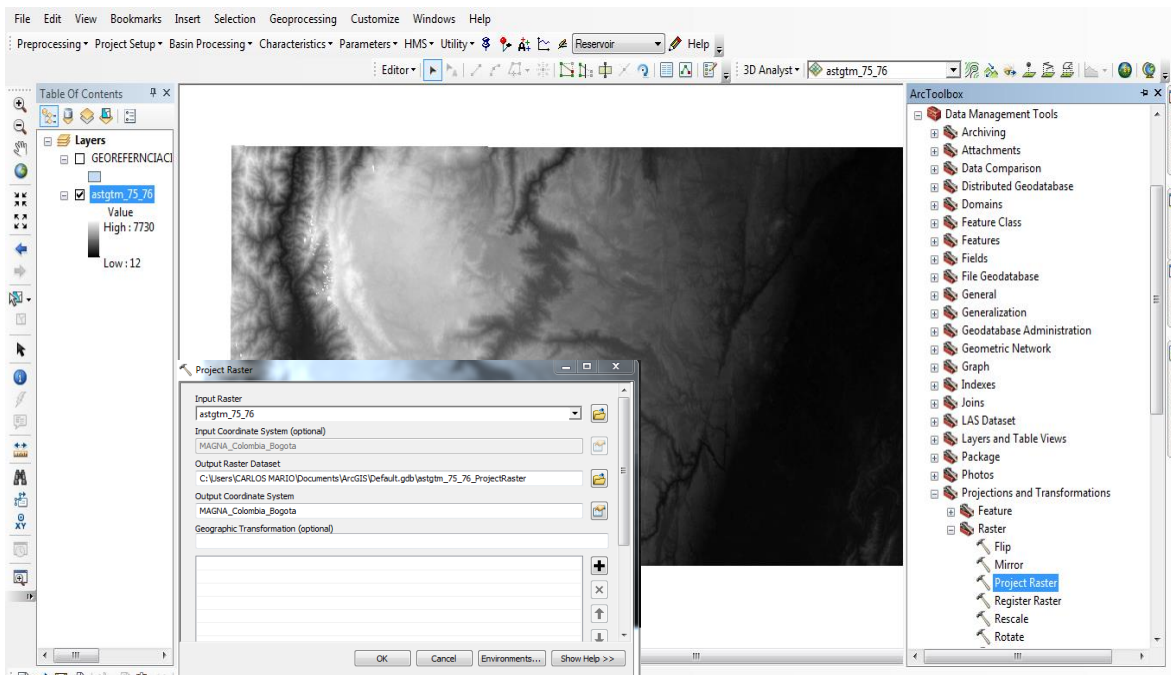 File Edit View Bookmarks Insert Selection Geoprocessing Customize Windows Help
Preprocessing Project Setup Basin Processing Characteristics Parameters HMS Utility Reservoir Help
Editor 3D Analyst astgtm_75_76
Table Of Contents
Layers
GEOREFERNCIACI
astgtm_75_76
Value
High : 7730
Low : 12
Project Raster
Input Raster
astgtm_75_76
Input Coordinate System (optional)
MAGNA_Colombia_Bogota
Output Raster Dataset
C:\Users\CARLOS MARIO\Documents\ArcGIS\Default.gdb\astgtm_75_76_ProjectRaster
Output Coordinate System
MAGNA_Colombia_Bogota
Geographic Transformation (optional)
OK Cancel Environments... Show Help >>
ArcToolbox
Data Management Tools
Archiving
Attachments
Data Comparison
Distributed Geodatabase
Domains
Feature Class
Features
Fields
File Geodatabase
General
Generalization
Geodatabase Administration
Geometric Network
Graph
Indexes
Joins
LAS Dataset
Layers and Table Views
Package
Photos
Projections and Transformations
Feature
Raster
Flip
Mirror
Project Raster
Register Raster
Rescale
Rotate
XY